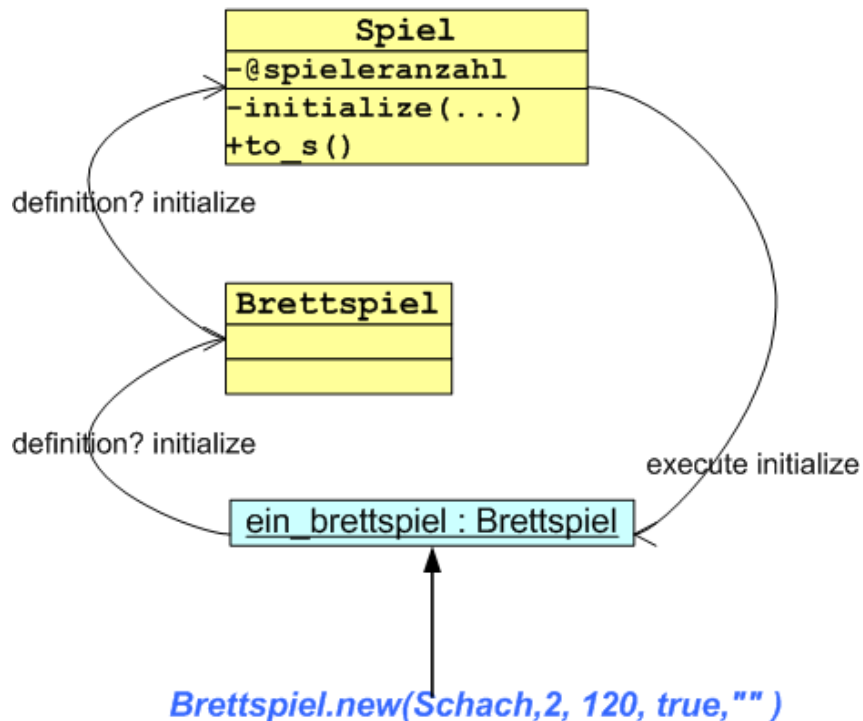 Spiel
-@spieleranzahl
-initialize(...)
+to_s()
definition? initialize
Brettspiel
definition? initialize
execute initialize
ein_brettspiel : Brettspiel
Brettspiel.new(Schach,2, 120, true,"" )